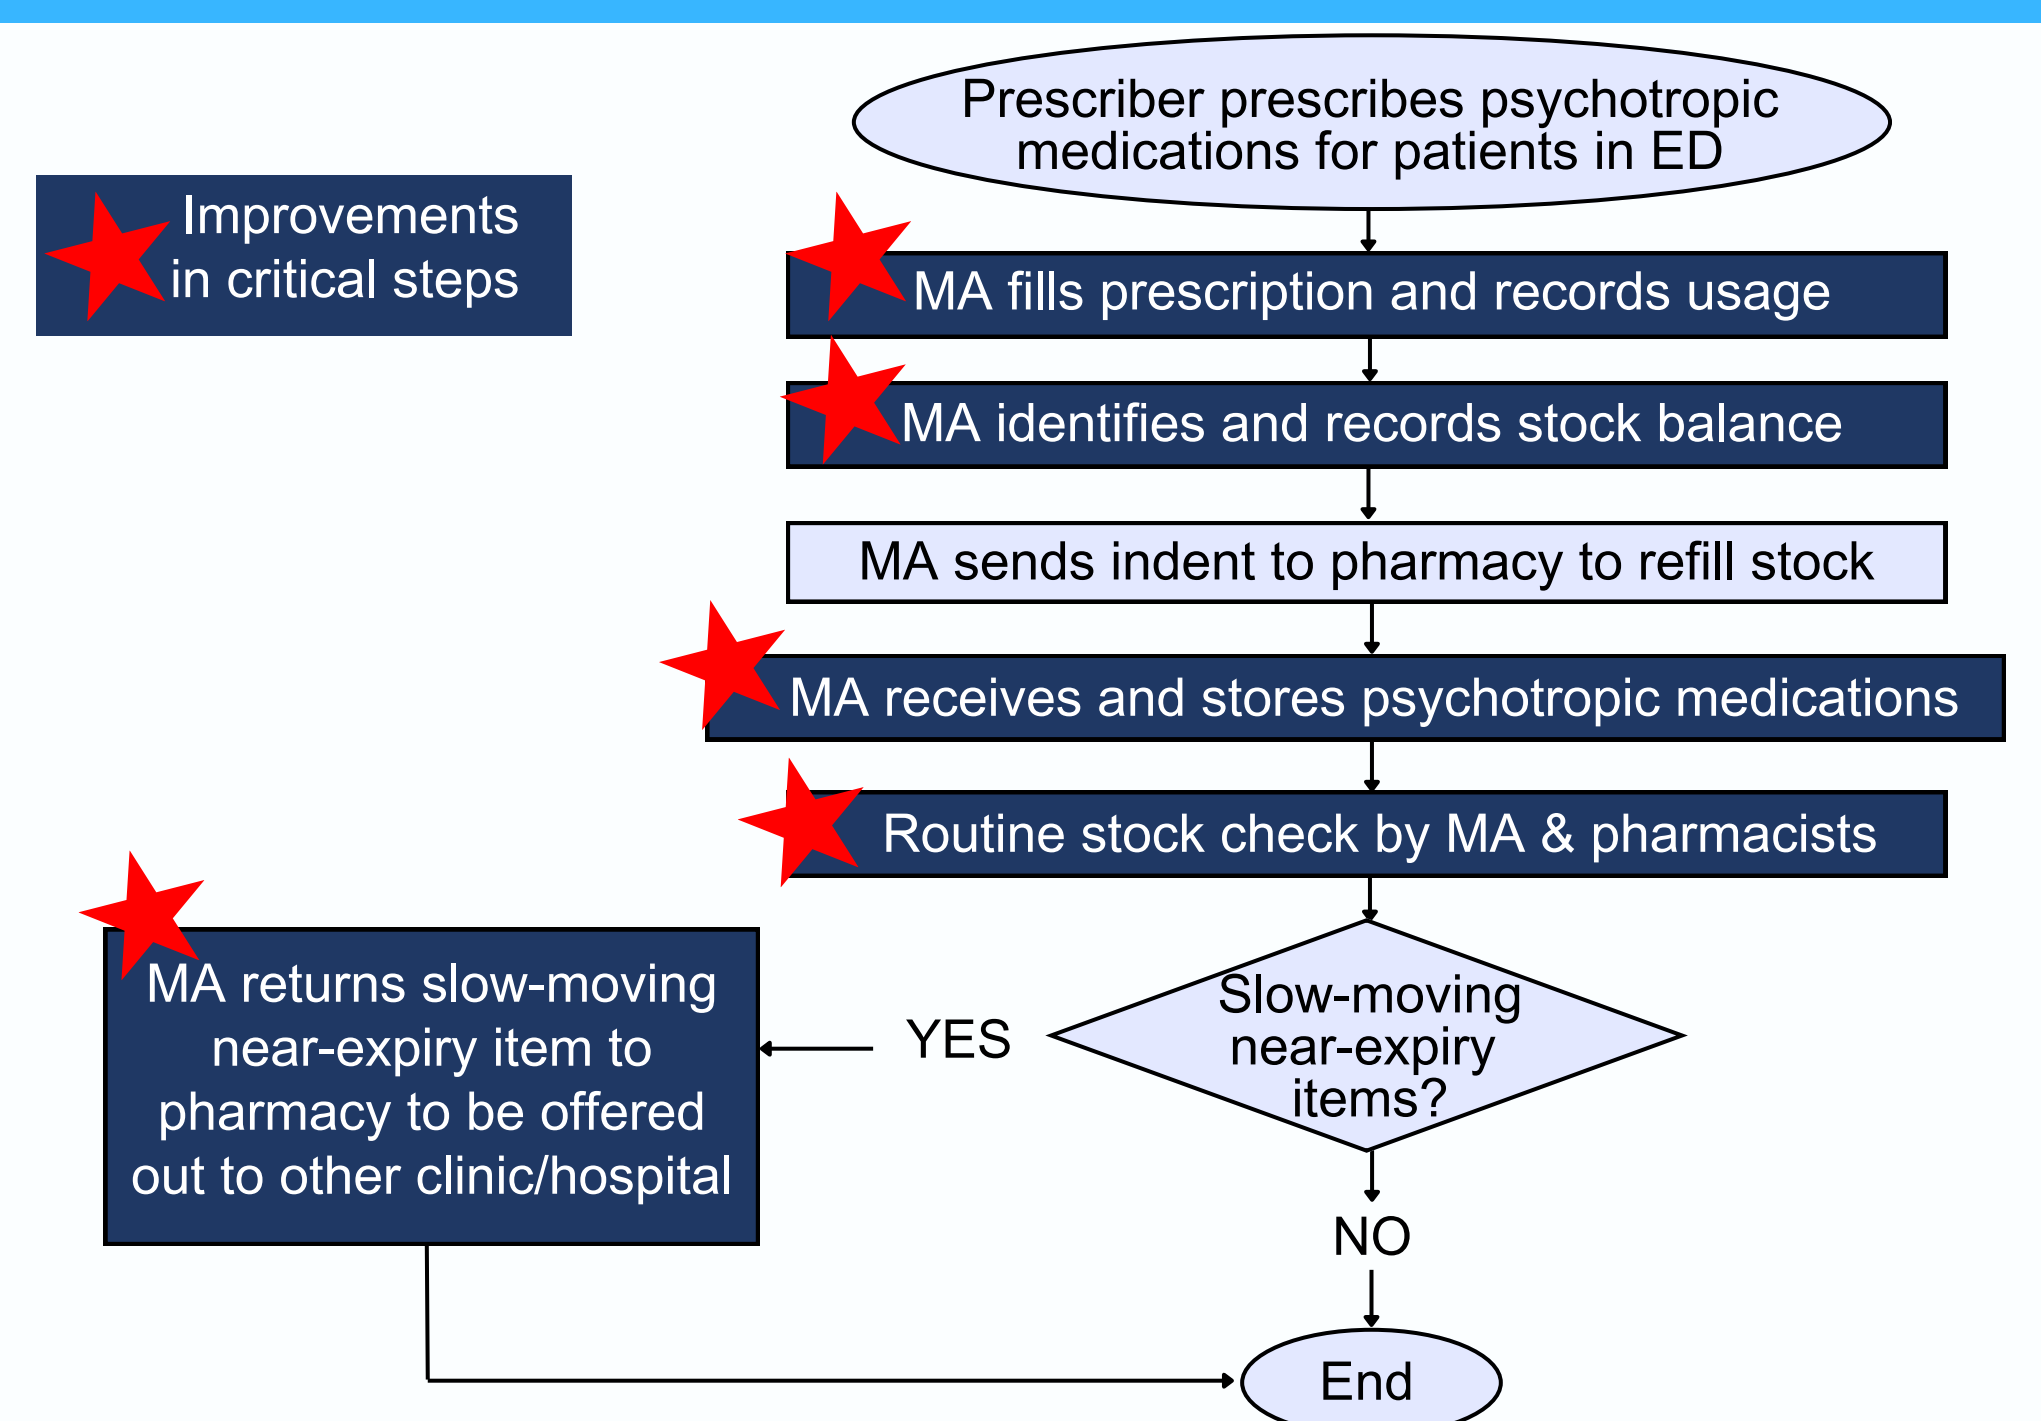 Prescriber prescribes psychotropic
medications for patients in ED
Improvements
in critical steps
MA fills prescription and records usage
MA identifies and records stock balance
MA sends indent to pharmacy to refill stock
MA receives and stores psychotropic medications
Routine stock check by MA & pharmacists
Slow-moving
near-expiry
items?
YES
MA returns slow-moving
near-expiry item to
pharmacy to be offered
out to other clinic/hospital
NO
End